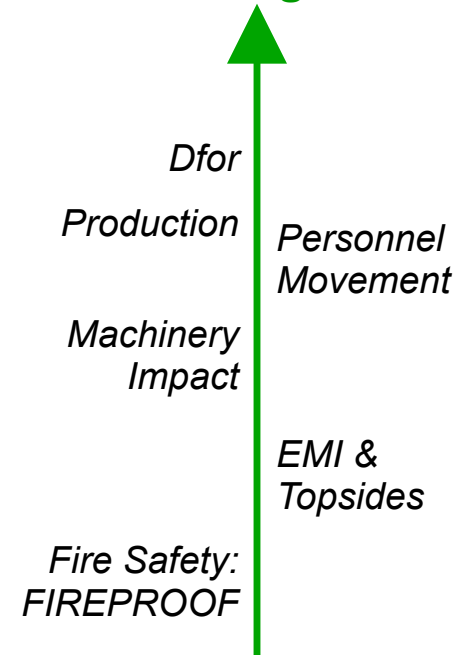 Dfor
Production
Personnel
Movement
Machinery
Impact
EMI &
Topsides
Fire Safety:
FIREPROOF